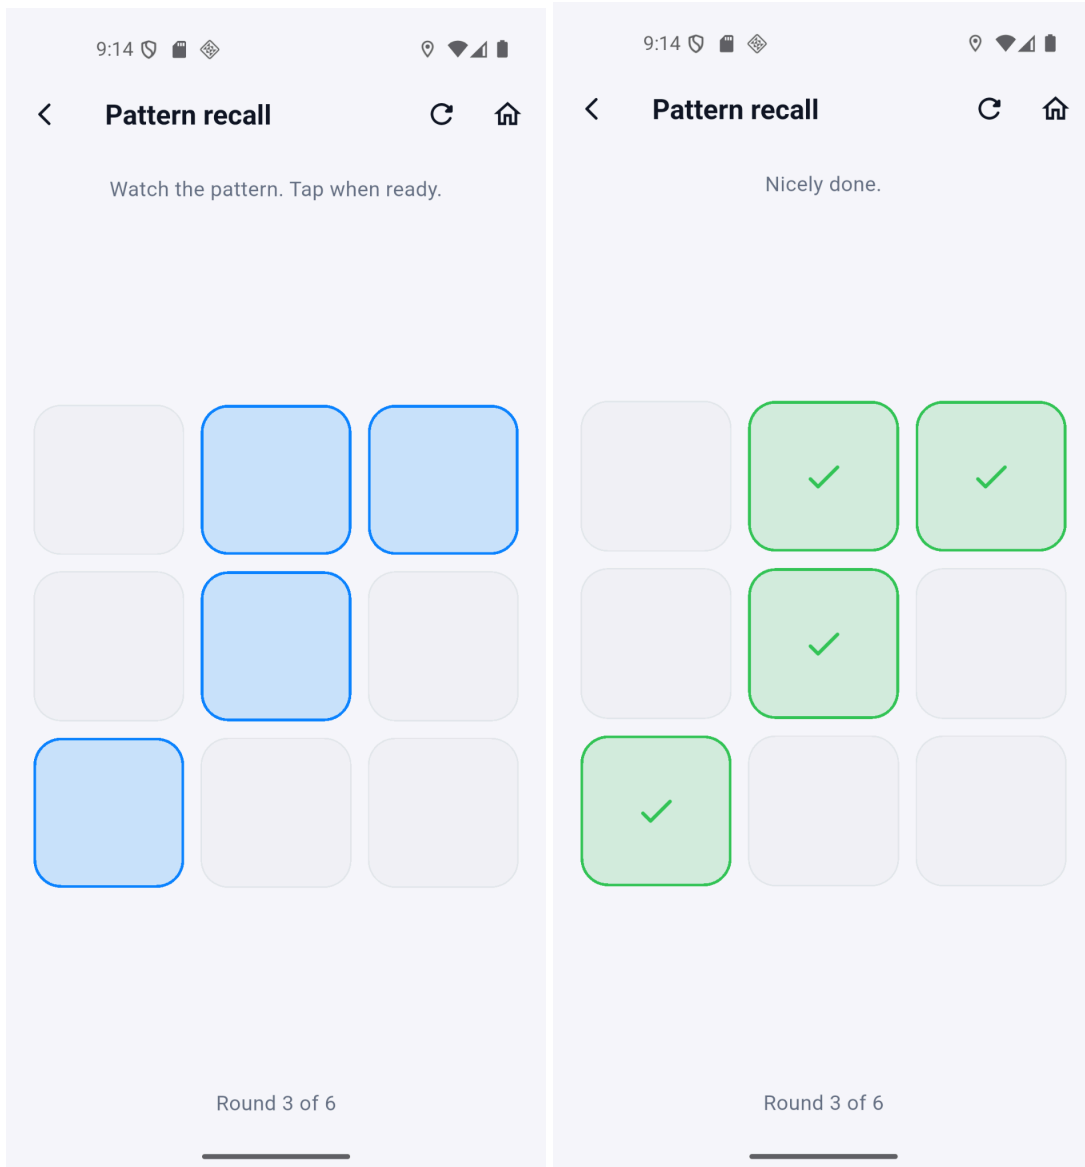 9:14
Pattern recall
Watch the pattern. Tap when ready.
Round 3 of 6
9:14
Pattern recall
Nicely done.
Round 3 of 6